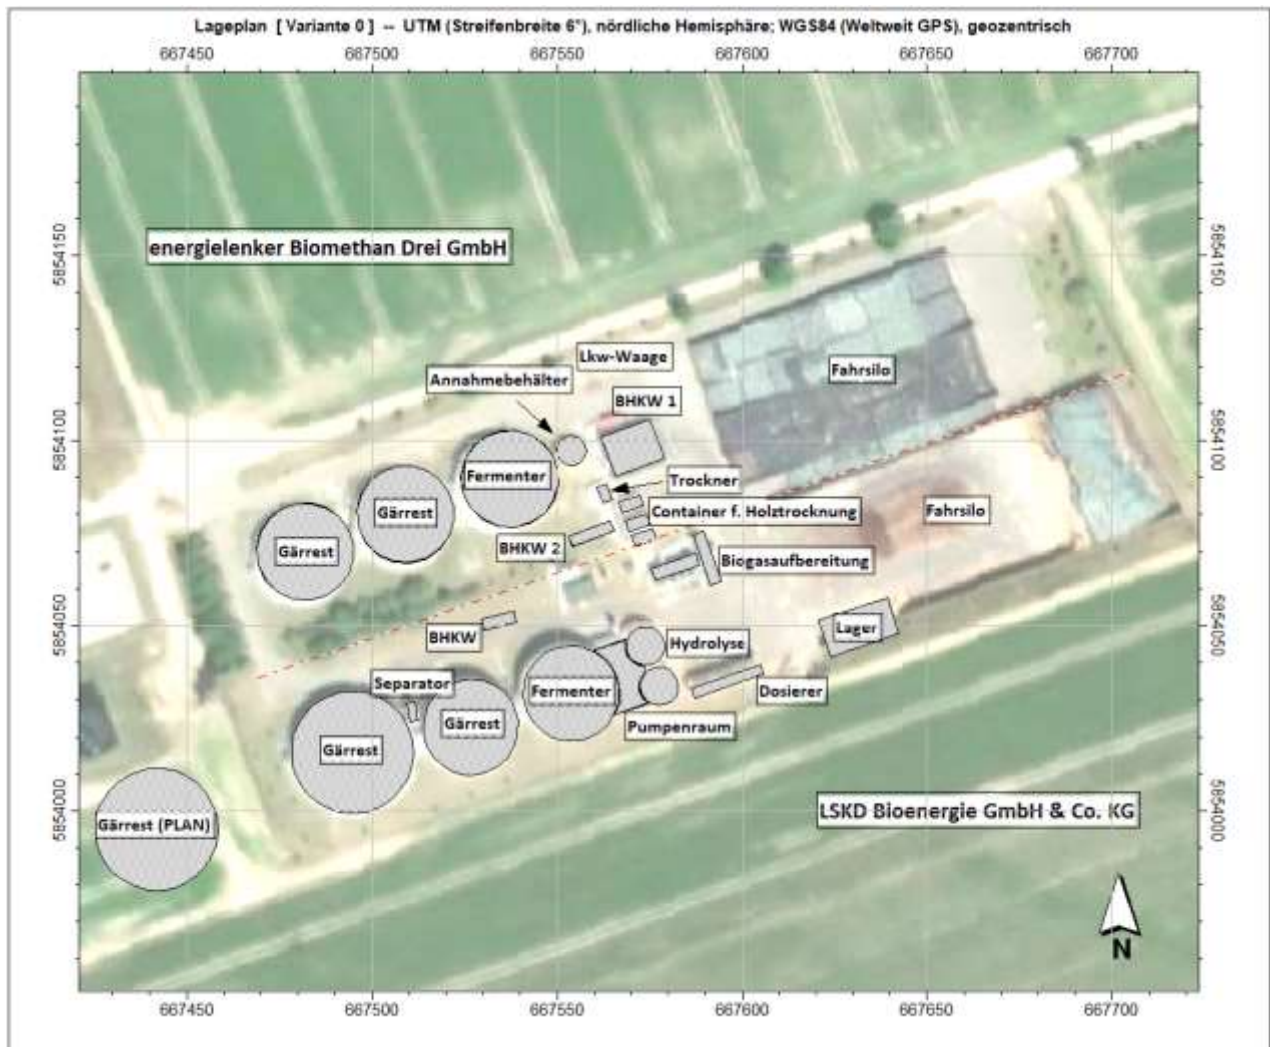 Lageplan [ Variante 0 ] -- UTM (Streifenbreite 6°), nördliche Hemisphäre; WGS84 (Weltweit GPS), geozentrisch
667450 667500 667550 667600 667650 667700
energielenker Biomethan Drei GmbH
5854150 5854150
Lkw-Waage
Annahmebehälter
Fahrsilo
BHKW 1
5854100 5854100
Fermenter
Trockner
Gärrest
Container f. Holztrocknung
Fahrsilo
Gärrest
BHKW 2
Biogasaufbereitung
5854050 5854050
BHKW
Hydrolyse
Lager
Separator
Fermenter
Dosierer
Gärrest
Pumpenraum
Gärrest
5854000 5854000
LSKD Bioenergie GmbH & Co. KG
Gärrest (PLAN)
N
667450 667500 667550 667600 667650 667700